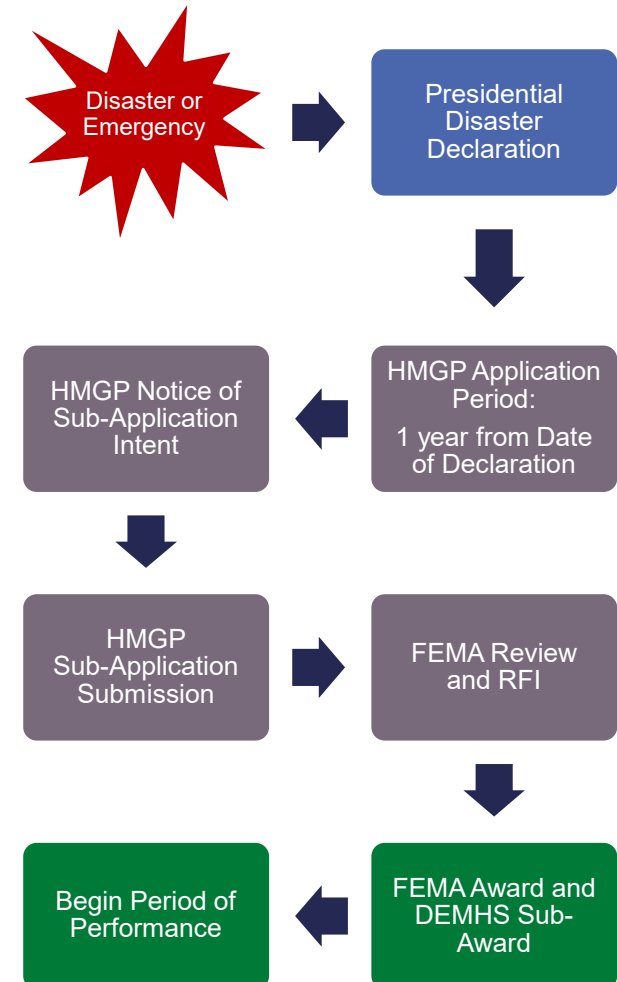 Disaster or
Emergency
Presidential
Disaster
Declaration
HMGP Application
Period:
1 year from Date
of Declaration
HMGP Notice of
Sub-Application
Intent
HMGP
Sub-Application
Submission
FEMA Review
and RFI
FEMA Award and
DEMHS Sub-
Award
Begin Period of
Performance